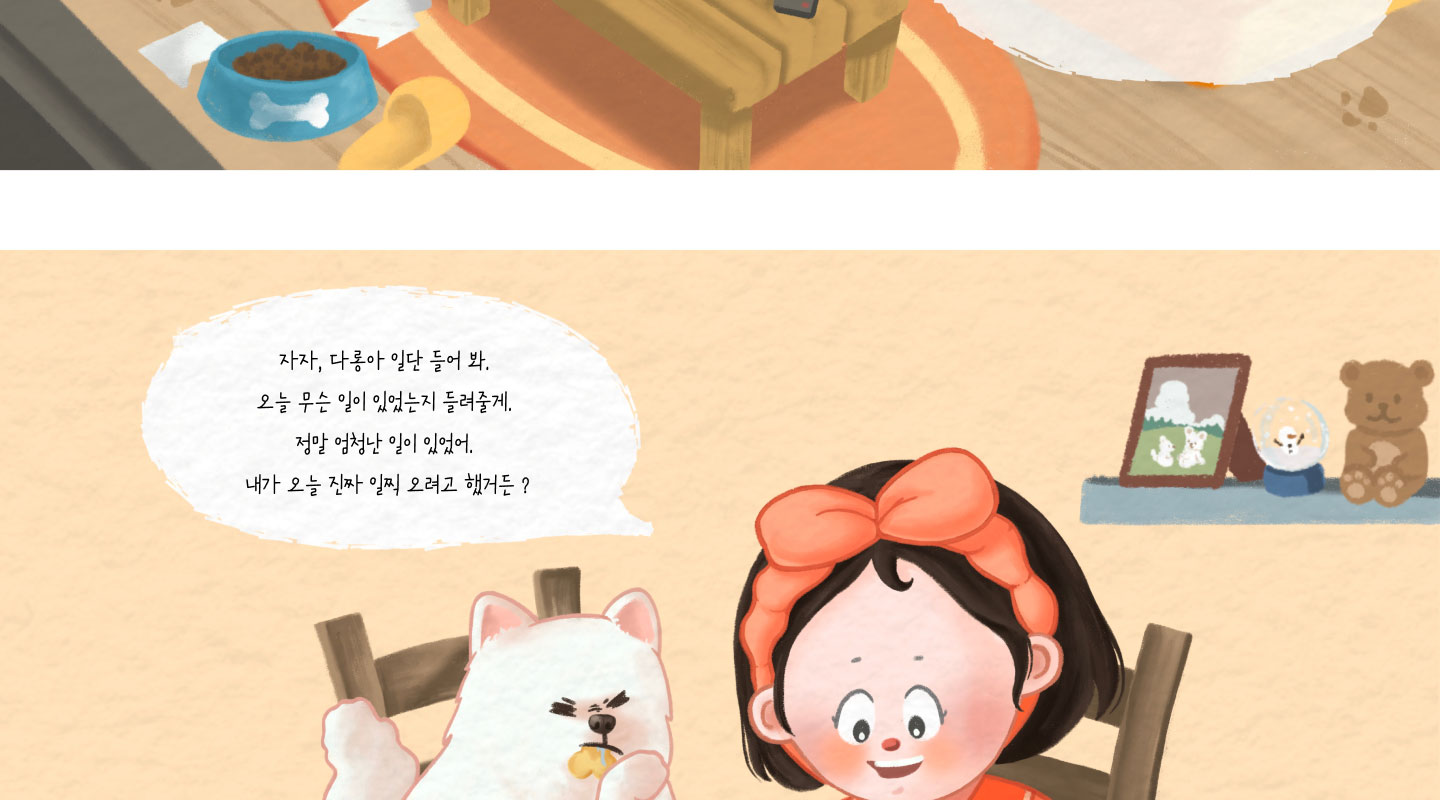 자자, 다롱아 일단 들어 봐.
오늘 무슨 일이 있었는지 들려줄게.
정말 엄청난 일이 있었어.
내가 오늘 진짜 일찍 오려고 했거든 ?